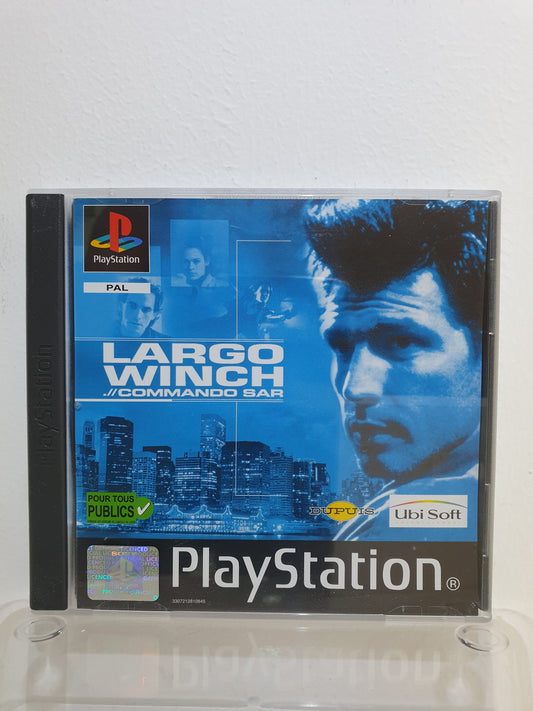 PlayStation
PlayStation
PAL
LARGO
WINCH
.//COMMANDO SAR
POUR TOUS
PUBLICS
DUPUIS
Ubi Soft
PlayStation®